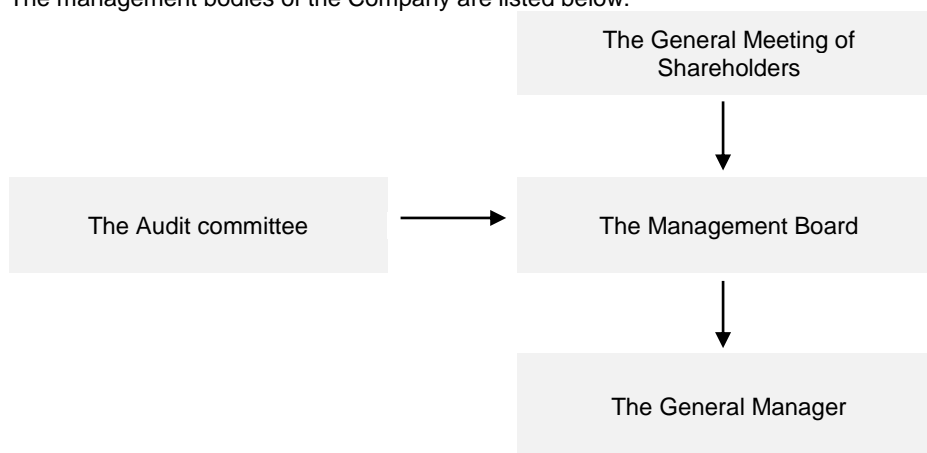 The management bodies of the Company are listed below:
The General Meeting of
Shareholders
The Audit committee
The Management Board
The General Manager